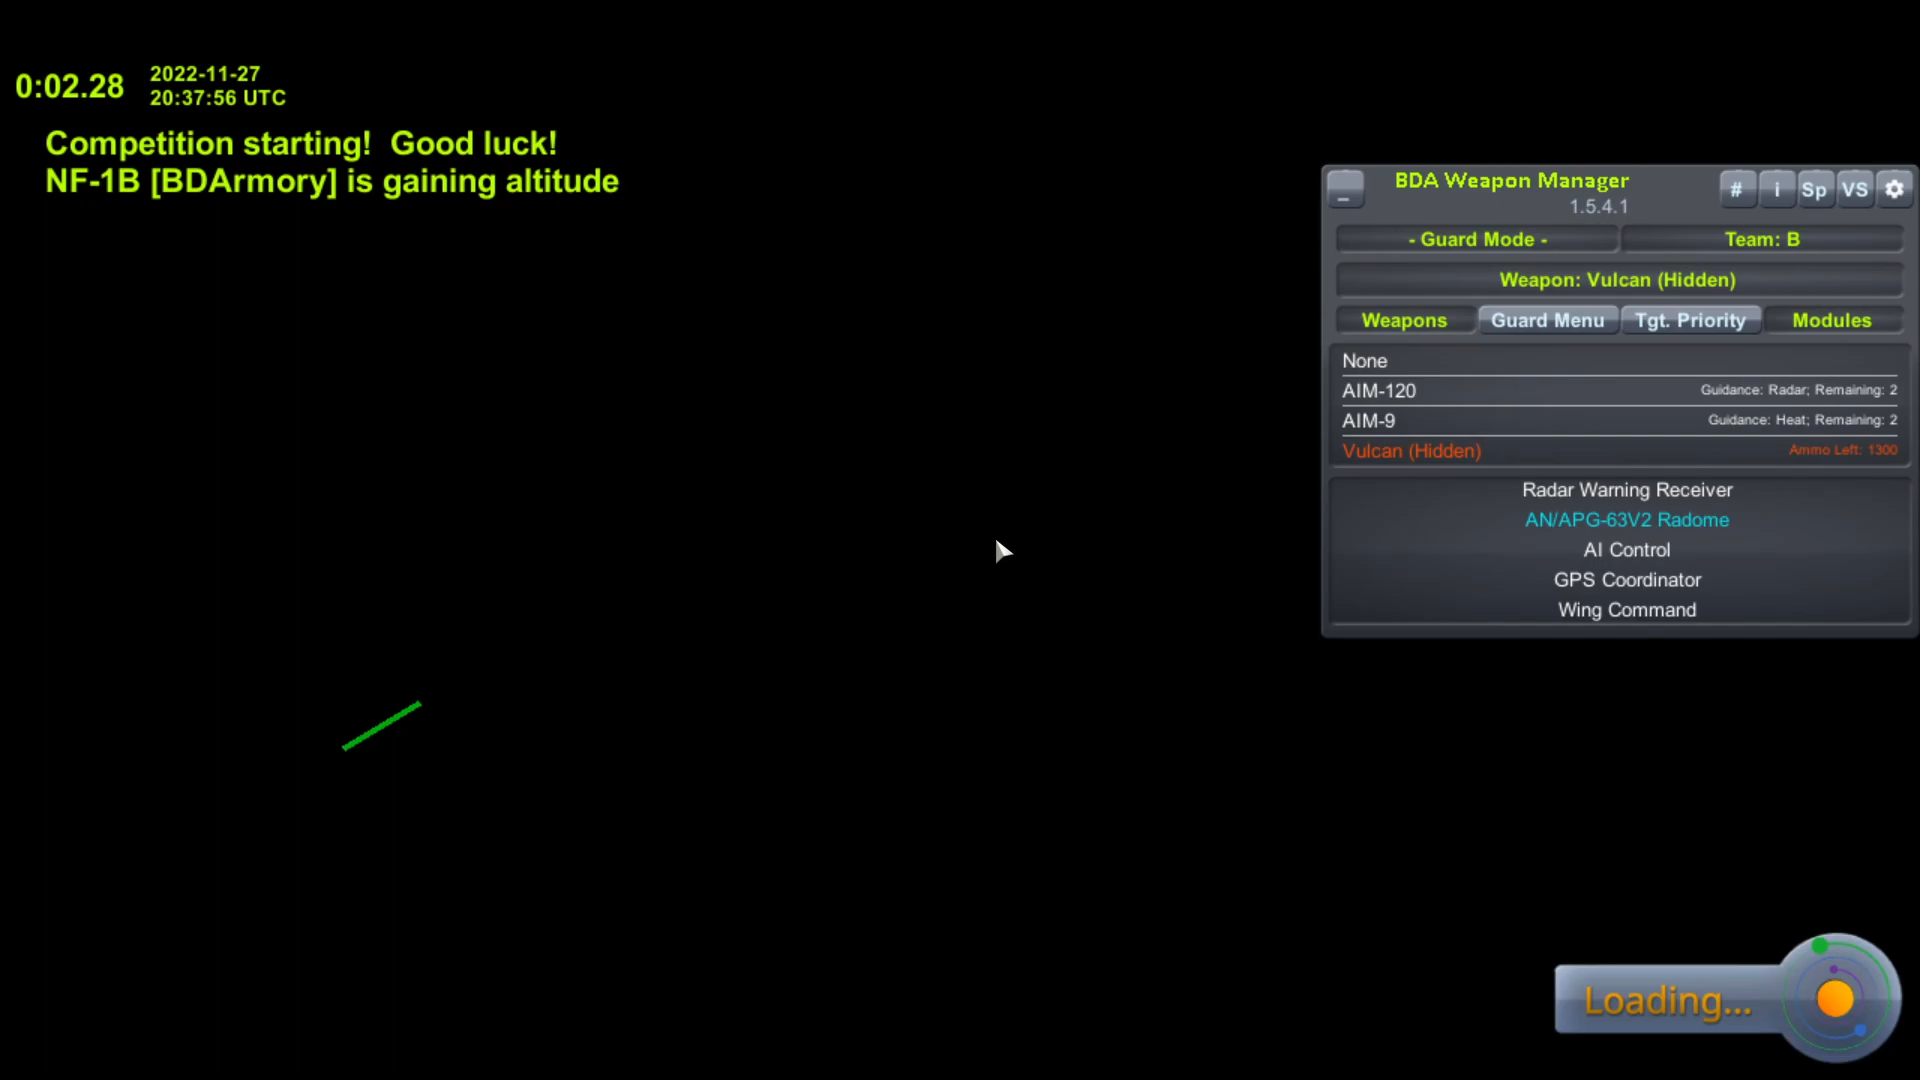 0:02.28
2022-11-27
20:37:56 UTC
Competition starting!  Good luck!
NF-1B [BDArmory] is gaining altitude
_
BDA Weapon Manager
# i Sp VS
1.5.4.1
- Guard Mode - Team: B
Weapon: Vulcan (Hidden)
Weapons Guard Menu Tgt. Priority Modules
None
AIM-120 Guidance: Radar; Remaining: 2
AIM-9 Guidance: Heat; Remaining: 2
Vulcan (Hidden) Ammo Left: 1300
Radar Warning Receiver
AN/APG-63V2 Radome
AI Control
GPS Coordinator
Wing Command
Loading...